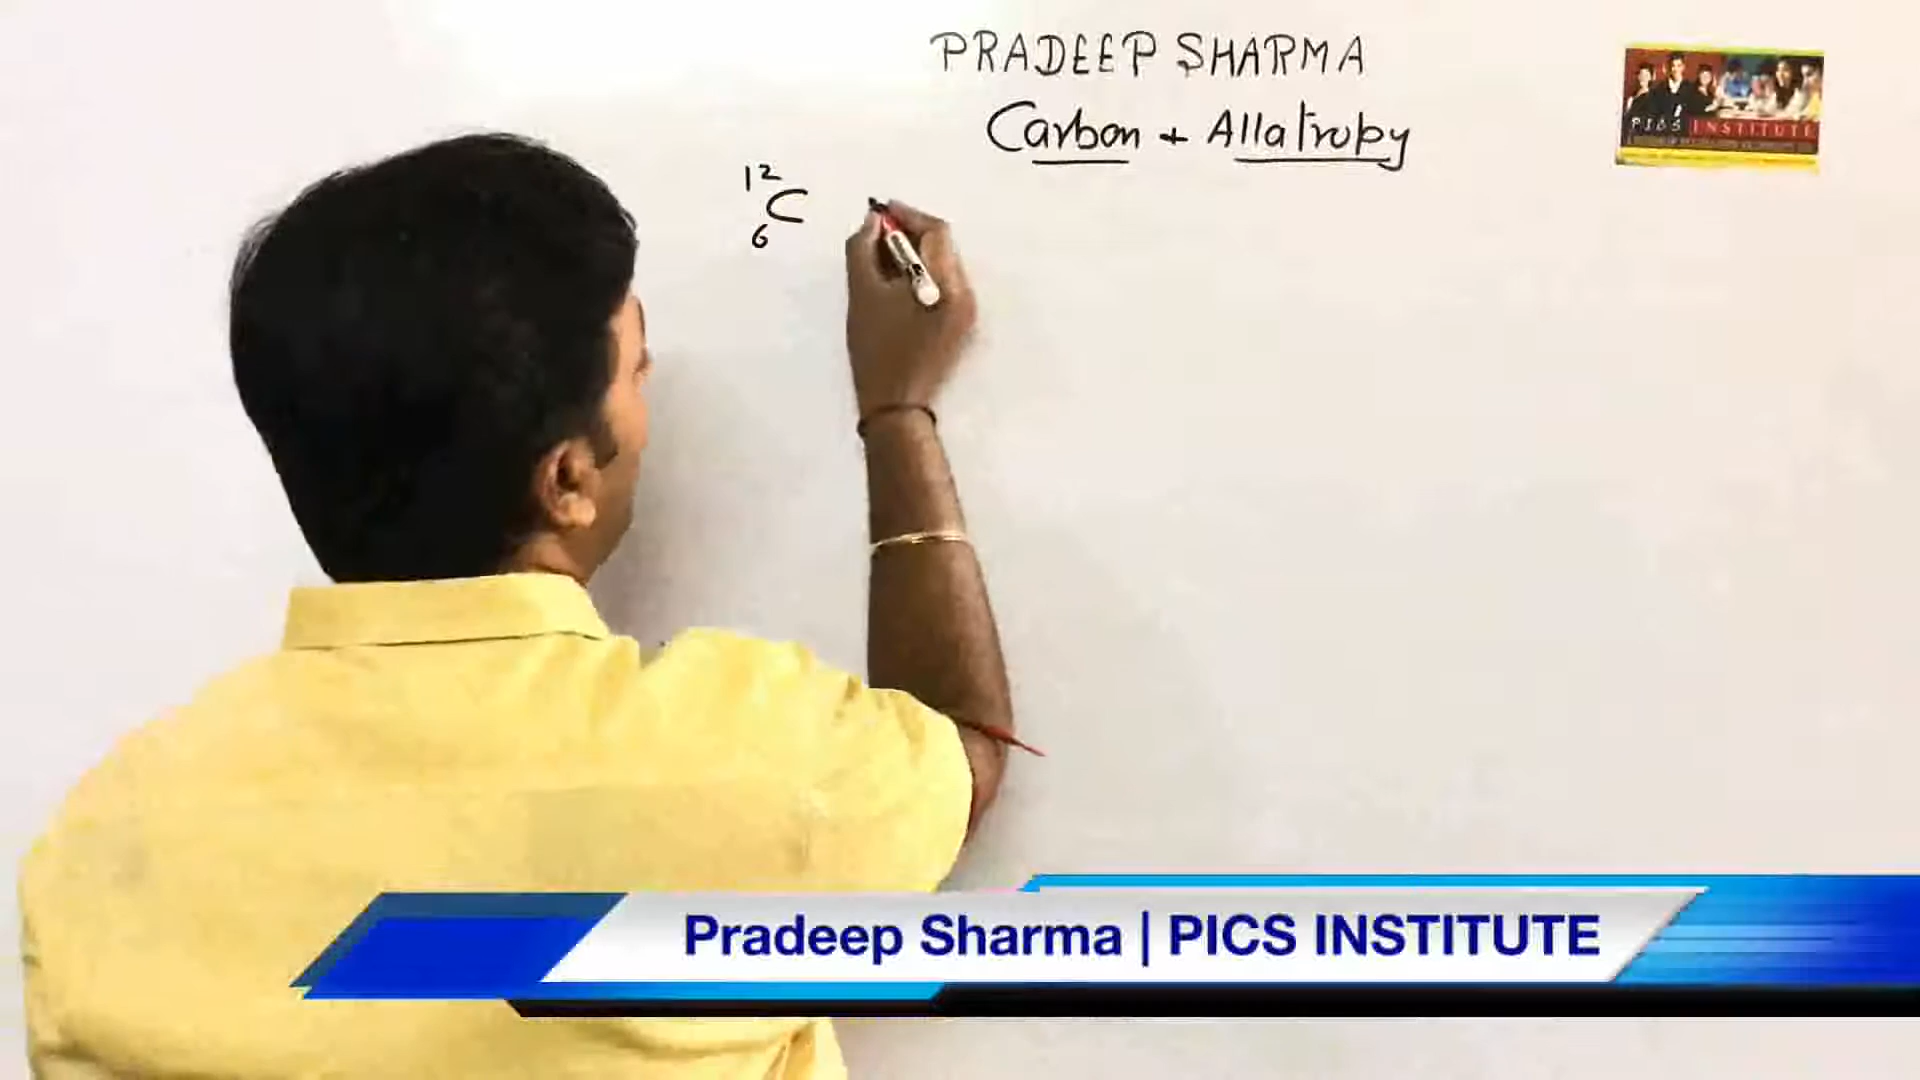 PRADEEP SHARMA
Carbon + Allatropy
12
C
6
PICS INSTITUTE
Pradeep Sharma | PICS INSTITUTE